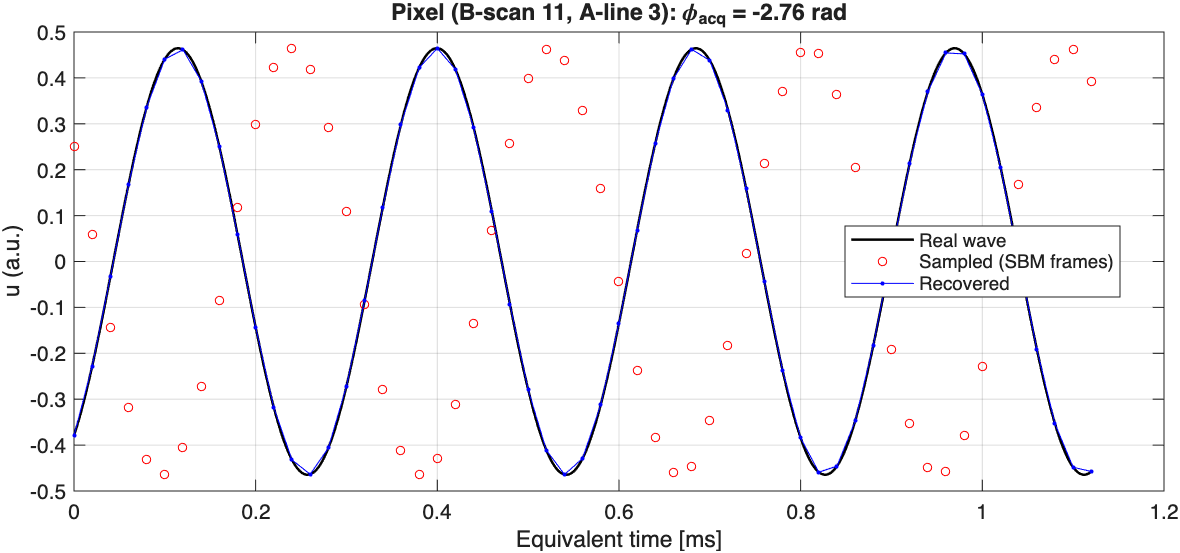 Pixel (B-scan 11, A-line 3): ϕacq = -2.76 rad
0.5
0.4
0.3
0.2
0.1
0
-0.1
-0.2
-0.3
-0.4
-0.5
u (a.u.)
Real wave
Sampled (SBM frames)
Recovered
0 0.2 0.4 0.6 0.8 1 1.2
Equivalent time [ms]